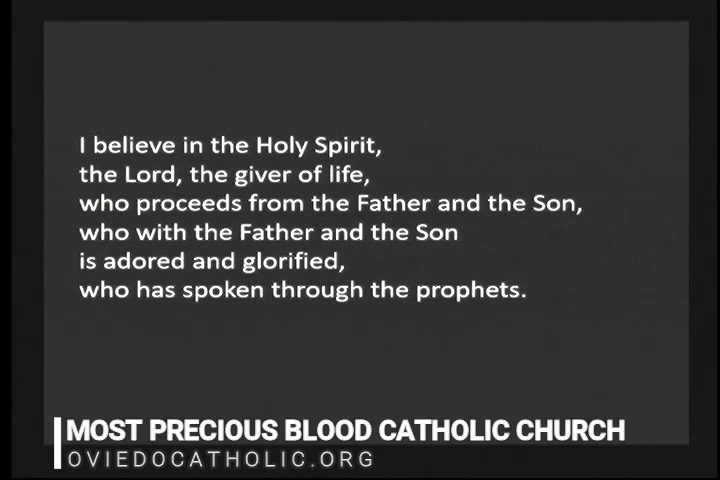 I believe in the Holy Spirit,
the Lord, the giver of life,
who proceeds from the Father and the Son,
who with the Father and the Son
is adored and glorified,
who has spoken through the prophets.
MOST PRECIOUS BLOOD CATHOLIC CHURCH
OVIEDOCATHOLIC.ORG